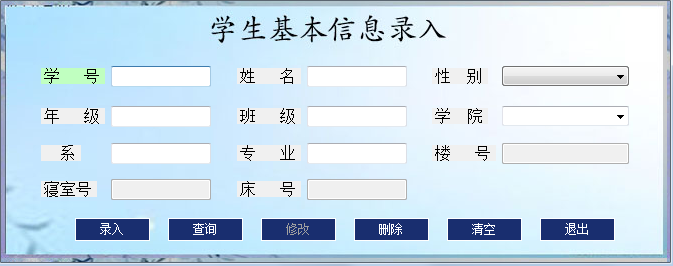 学生基本信息录入
学 号 姓 名 性 别
年 级 班 级 学 院
系 专 业 楼 号
寝室号 床 号
录入 查询 修改 删除 清空 退出